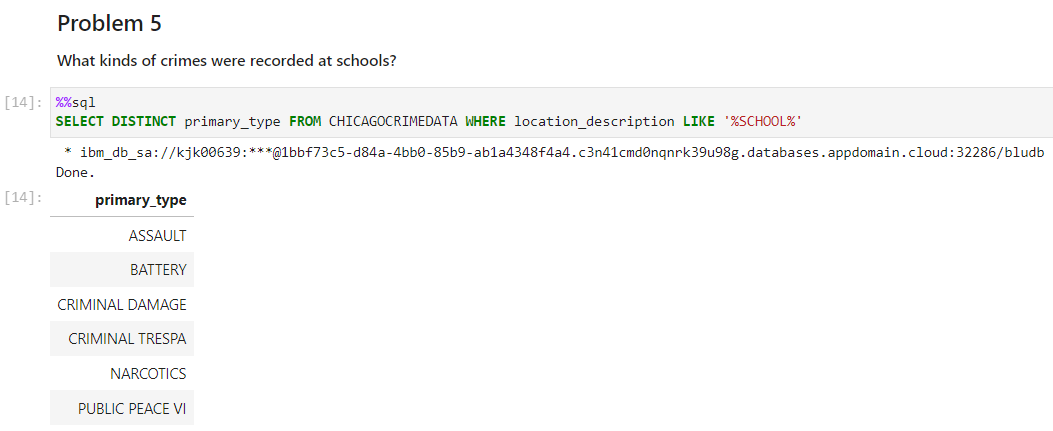 Problem 5
What kinds of crimes were recorded at schools?
[14]:
%%sql
SELECT DISTINCT primary_type FROM CHICAGOCRIMEDATA WHERE location_description LIKE '%SCHOOL%'
* ibm_db_sa://kjk00639:***@1bbf73c5-d84a-4bb0-85b9-ab1a4348f4a4.c3n41cmd0nqnrk39u98g.databases.appdomain.cloud:32286/bludb
Done.
[14]:
primary_type
ASSAULT
BATTERY
CRIMINAL DAMAGE
CRIMINAL TRESPA
NARCOTICS
PUBLIC PEACE VI